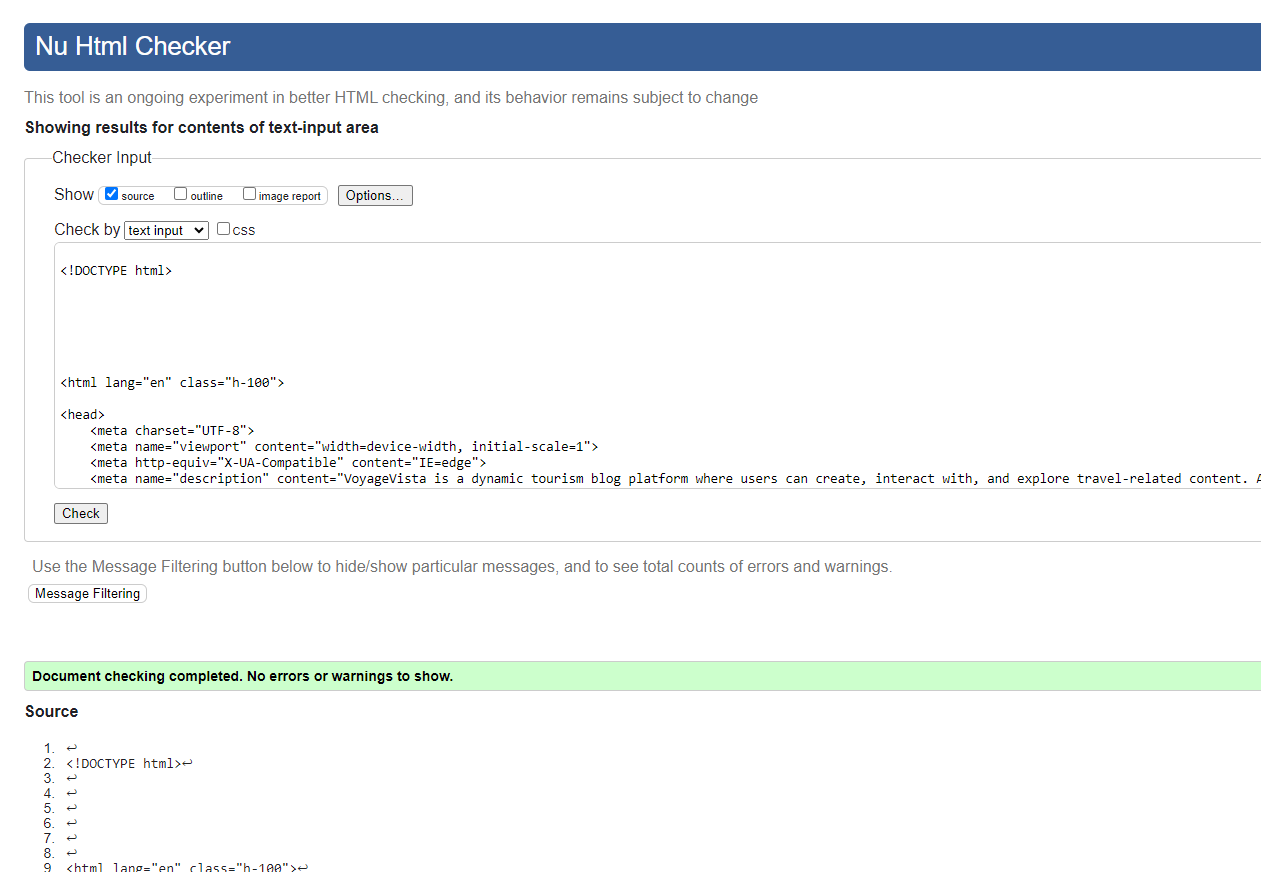 Nu Html Checker
This tool is an ongoing experiment in better HTML checking, and its behavior remains subject to change
Showing results for contents of text-input area
Checker Input
Show source outline image report Options...
Check by text input css
<!DOCTYPE html>
<html lang="en" class="h-100">
<head>
<meta charset="UTF-8">
<meta name="viewport" content="width=device-width, initial-scale=1">
<meta http-equiv="X-UA-Compatible" content="IE=edge">
<meta name="description" content="VoyageVista is a dynamic tourism blog platform where users can create, interact with, and explore travel-related content.
Check
Use the Message Filtering button below to hide/show particular messages, and to see total counts of errors and warnings.
Message Filtering
Document checking completed. No errors or warnings to show.
Source
1. ↩
2. <!DOCTYPE html>↩
3. ↩
4. ↩
5. ↩
6. ↩
7. ↩
8. ↩
9. <html lang="en" class="h-100">↩